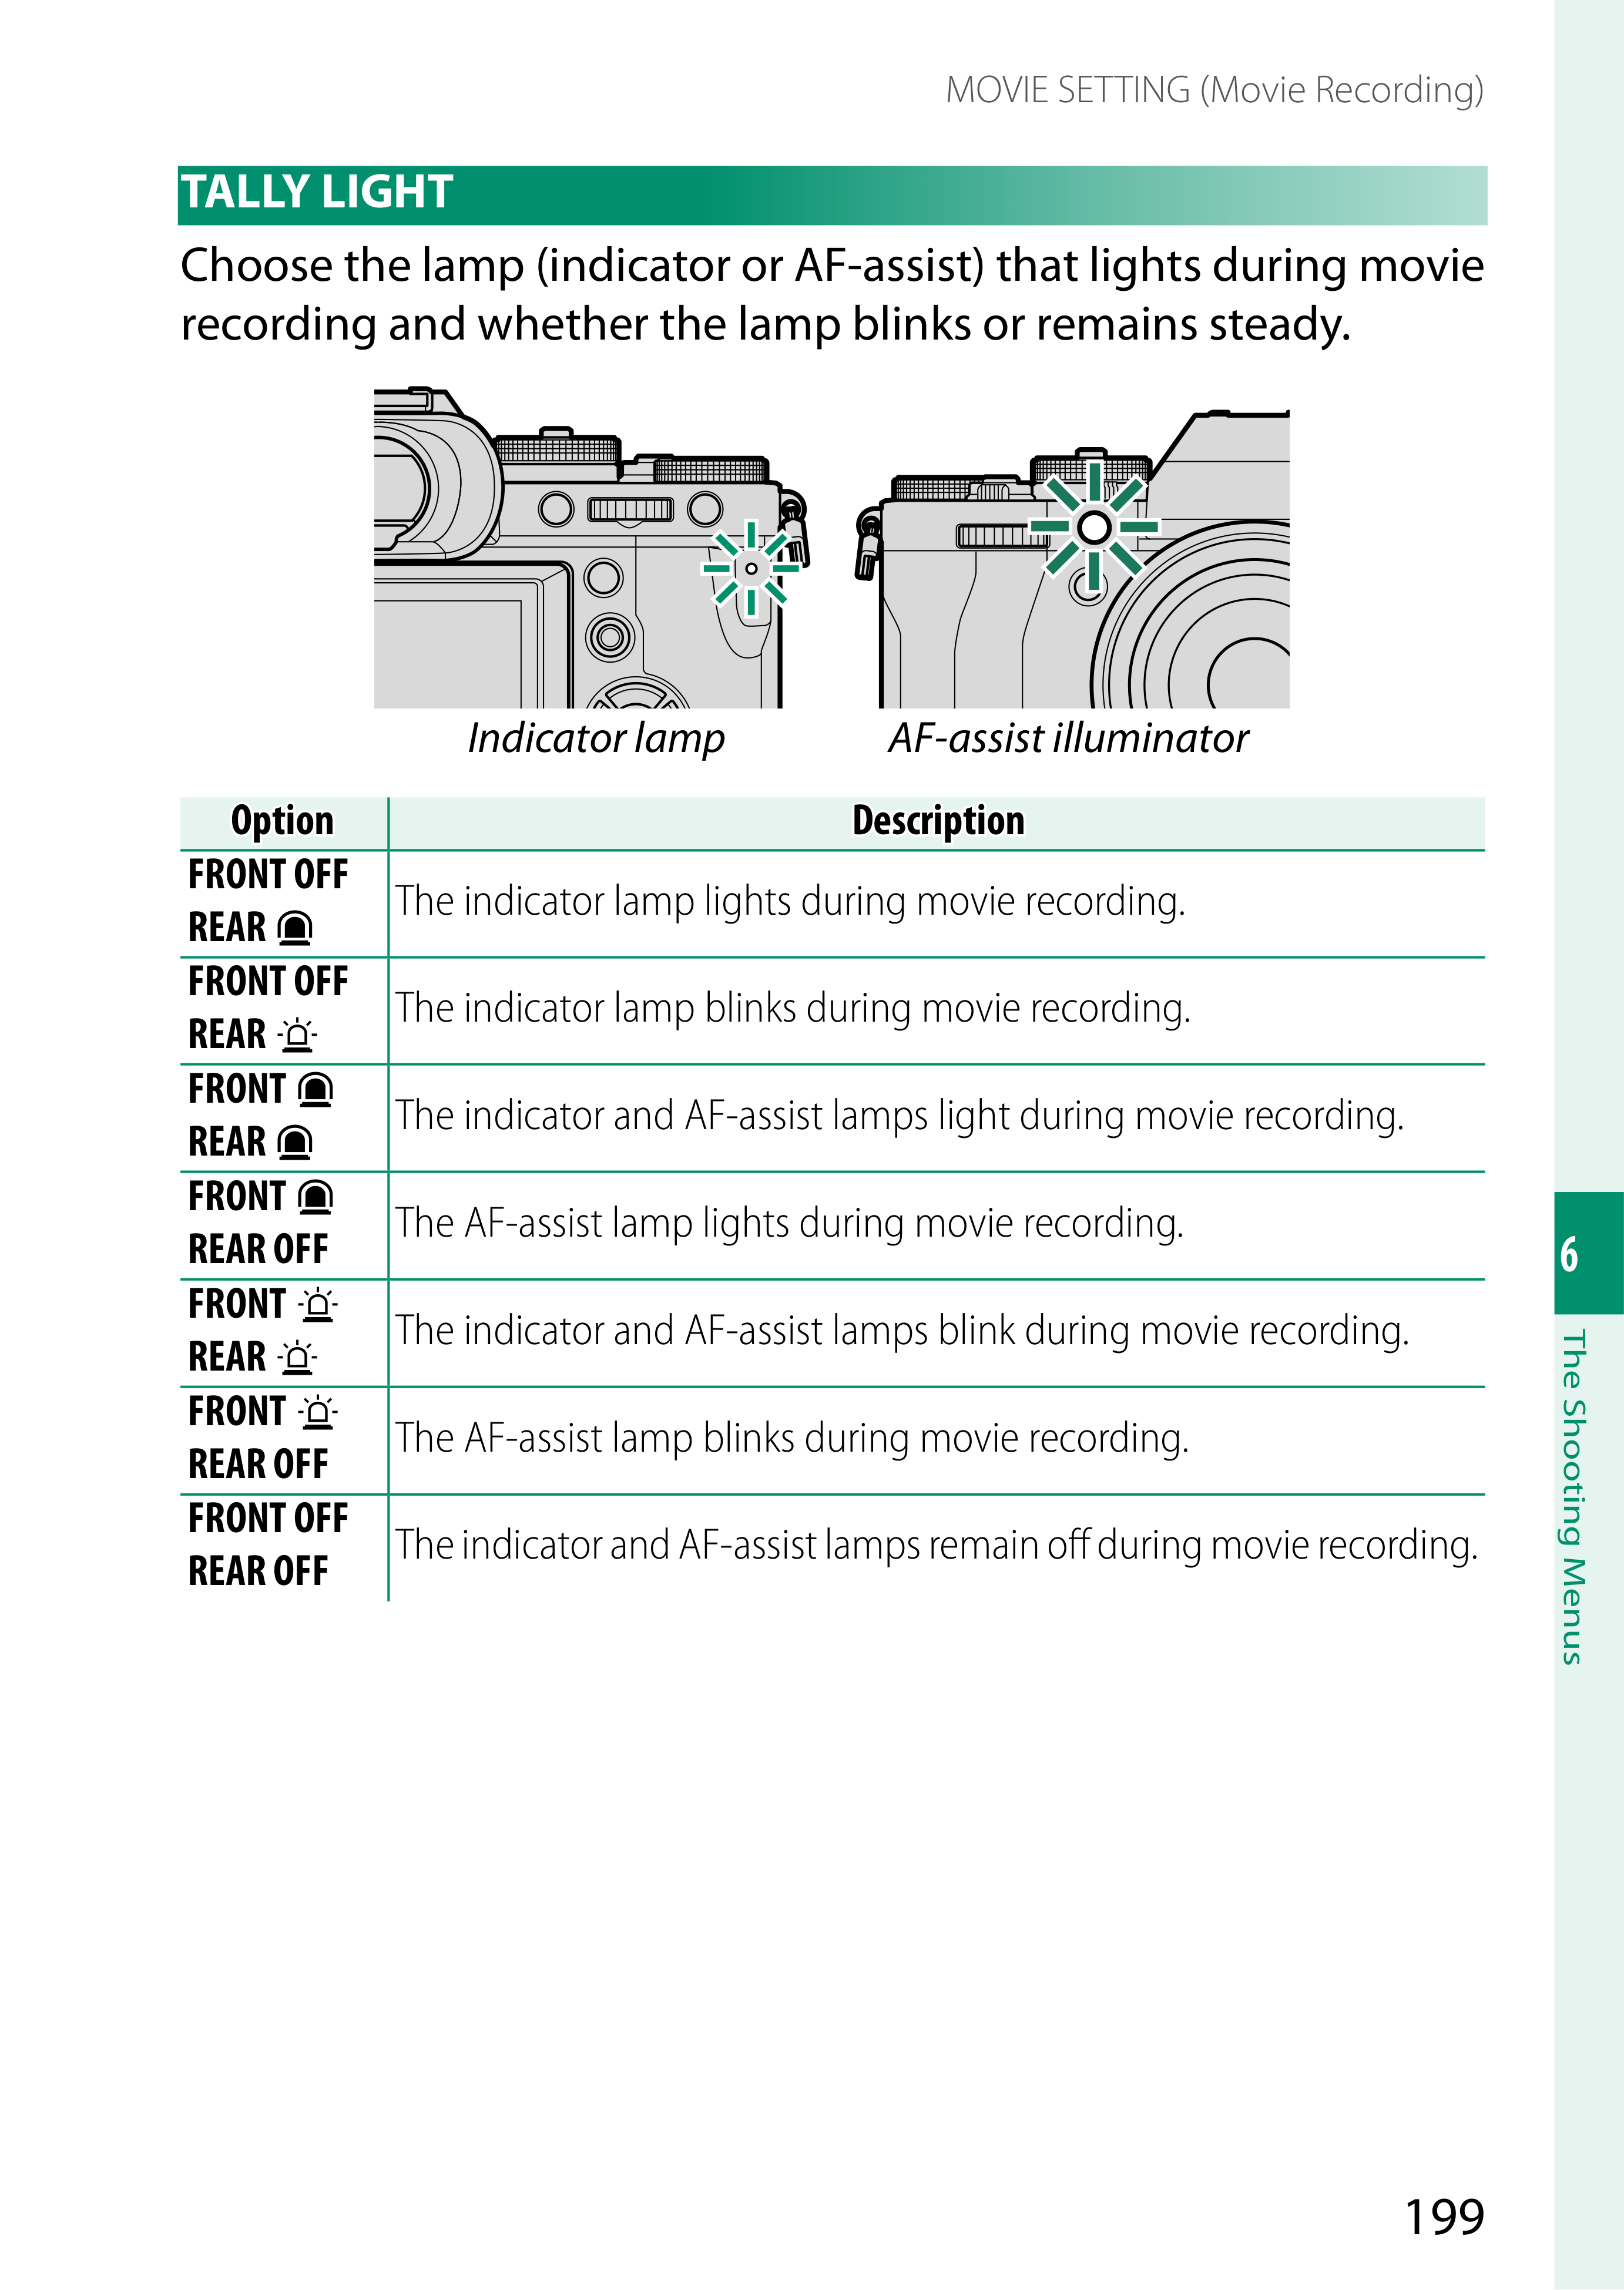 MOVIE SETTING (Movie Recording)
TALLY LIGHT
Choose the lamp (indicator or AF-assist) that lights during movie
recording and whether the lamp blinks or remains steady.
Indicator lamp
AF-assist illuminator
Option
Description
FRONT OFF
REAR
The indicator lamp lights during movie recording.
FRONT OFF
REAR
The indicator lamp blinks during movie recording.
FRONT
REAR
The indicator and AF-assist lamps light during movie recording.
FRONT
REAR OFF
The AF-assist lamp lights during movie recording.
FRONT
REAR
The indicator and AF-assist lamps blink during movie recording.
FRONT
REAR OFF
The AF-assist lamp blinks during movie recording.
FRONT OFF
REAR OFF
The indicator and AF-assist lamps remain off during movie recording.
6
The Shooting Menus
199